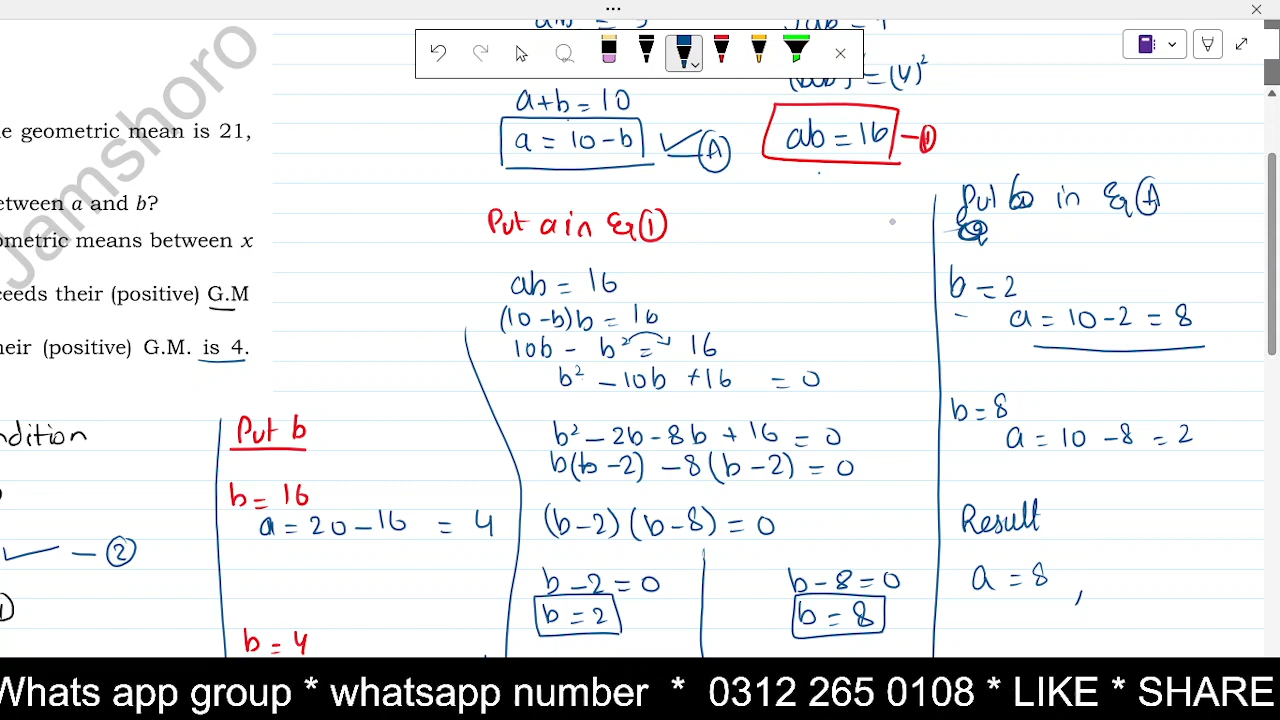 Jamshoro
e geometric mean is 21,
etween a and b?
ometric means between x
ceeds their (positive) G.M
heir (positive) G.M. is 4.
ndition
②
Put b
b = 16
a = 20 - 16 = 4
b = 4
a+b = 10
a = 10 - b Ⓐ
= (4)²
ab = 16 - ①
Put a in Eq ①
ab = 16
(10 - b)b = 16
10b - b² = 16
b² - 10b + 16 = 0
b² - 2b - 8b + 16 = 0
b(b - 2) - 8(b - 2) = 0
(b - 2)(b - 8) = 0
b - 2 = 0
b = 2
b - 8 = 0
b = 8
Put b in Eq Ⓐ
b = 2
a = 10 - 2 = 8
b = 8
a = 10 - 8 = 2
Result
a = 8 ,
Whats app group * whatsapp number * 0312 265 0108 * LIKE * SHARE